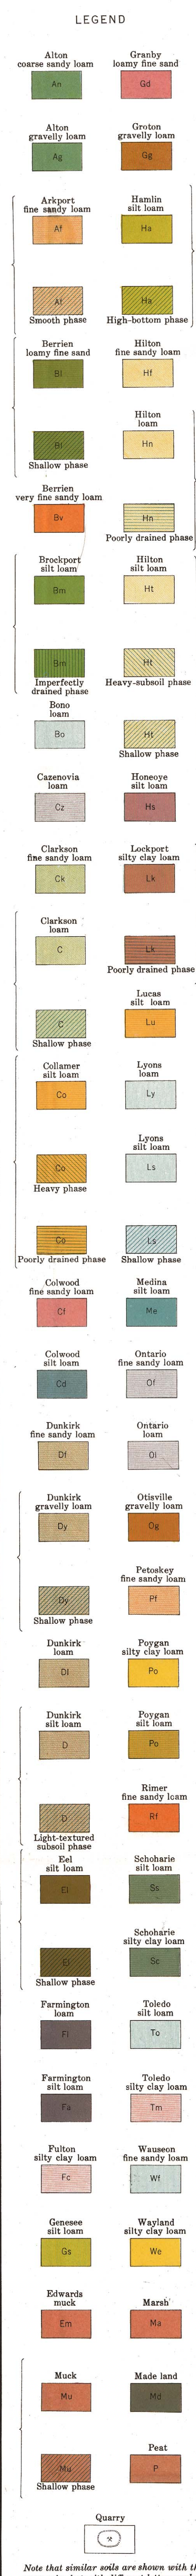 LEGEND
Alton
coarse sandy loam
An
Alton
gravelly loam
Ag
Arkport
fine sandy loam
Af
Af
Smooth phase
Berrien
loamy fine sand
Bl
Bl
Shallow phase
Berrien
very fine sandy loam
Bv
Brockport
silt loam
Bm
Bm
Imperfectly
drained phase
Bono
loam
Bo
Cazenovia
loam
Cz
Clarkson
fine sandy loam
Ck
Clarkson
loam
C
C
Shallow phase
Collamer
silt loam
Co
Co
Heavy phase
Co
Poorly drained phase
Colwood
fine sandy loam
Cf
Colwood
silt loam
Cd
Dunkirk
fine sandy loam
Df
Dunkirk
gravelly loam
Dy
Dy
Shallow phase
Dunkirk
loam
Dl
Dunkirk
silt loam
D
D
Light-textured
subsoil phase
Eel
silt loam
El
El
Shallow phase
Farmington
loam
Fl
Farmington
silt loam
Fa
Fulton
silty clay loam
Fc
Genesee
silt loam
Gs
Edwards
muck
Em
Muck
Mu
Mu
Shallow phase
Granby
loamy fine sand
Gd
Groton
gravelly loam
Gg
Hamlin
silt loam
Ha
Ha
High-bottom phase
Hilton
fine sandy loam
Hf
Hilton
loam
Hn
Hn
Poorly drained phase
Hilton
silt loam
Ht
Ht
Heavy-subsoil phase
Ht
Shallow phase
Honeoye
silt loam
Hs
Lockport
silty clay loam
Lk
Lk
Poorly drained phase
Lucas
silt loam
Lu
Lyons
loam
Ly
Lyons
silt loam
Ls
Ls
Shallow phase
Medina
silt loam
Me
Ontario
fine sandy loam
Of
Ontario
loam
Ol
Otisville
gravelly loam
Og
Petoskey
fine sandy loam
Pf
Poygan
silty clay loam
Po
Poygan
silt loam
Po
Rimer
fine sandy loam
Rf
Schoharie
silt loam
Ss
Schoharie
silty clay loam
Sc
Toledo
silt loam
To
Toledo
silty clay loam
Tm
Wauseon
fine sandy loam
Wf
Wayland
silty clay loam
We
Marsh
Ma
Made land
Md
Peat
P
Quarry
Note that similar soils are shown with